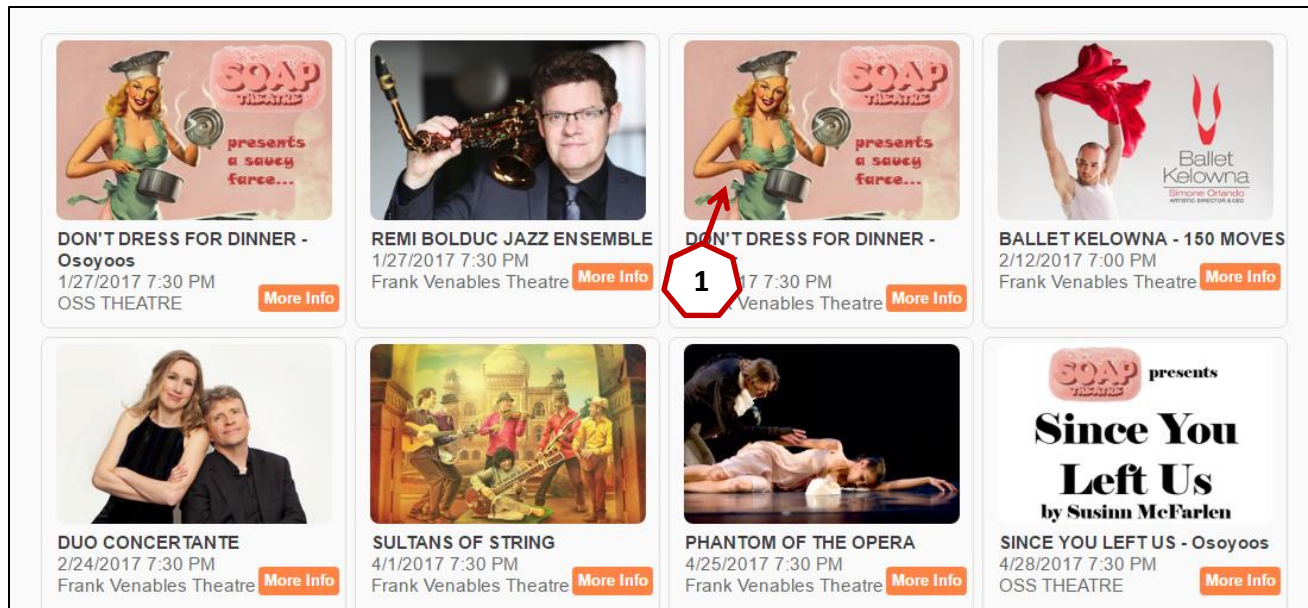 SOAP
THEATRE
presents
a saucy
farce...
DON'T DRESS FOR DINNER -
Osoyoos
1/27/2017 7:30 PM
OSS THEATRE
More Info
REMI BOLDUC JAZZ ENSEMBLE
1/27/2017 7:30 PM
Frank Venables Theatre
More Info
SOAP
THEATRE
presents
a saucy
farce...
DON'T DRESS FOR DINNER -
17 7:30 PM
Venables Theatre
More Info
1
Ballet
Kelowna
Simone Orlando
ARTISTIC DIRECTOR & CEO
BALLET KELOWNA - 150 MOVES
2/12/2017 7:00 PM
Frank Venables Theatre
More Info
DUO CONCERTANTE
2/24/2017 7:30 PM
Frank Venables Theatre
More Info
SULTANS OF STRING
4/1/2017 7:30 PM
Frank Venables Theatre
More Info
PHANTOM OF THE OPERA
4/25/2017 7:30 PM
Frank Venables Theatre
More Info
SOAP
THEATRE
presents
Since You
Left Us
by Susinn McFarlen
SINCE YOU LEFT US - Osoyoos
4/28/2017 7:30 PM
OSS THEATRE
More Info